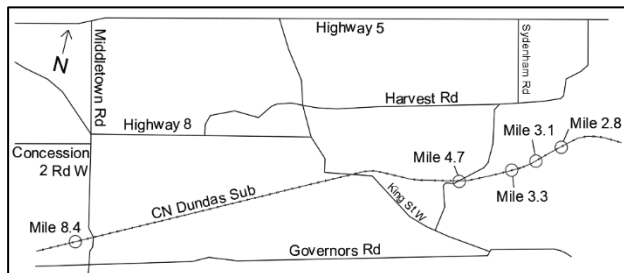 Highway 5
Sydenham Rd
N
Middletown Rd
Harvest Rd
Highway 8
Mile 2.8
Mile 3.1
Concession
2 Rd W
Mile 4.7
Mile 3.3
King St W
CN Dundas Sub
Mile 8.4
Governors Rd